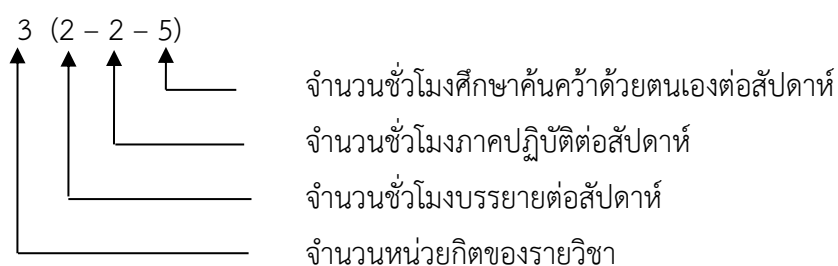 3 (2 – 2 – 5)
จำนวนชั่วโมงศึกษาค้นคว้าด้วยตนเองต่อสัปดาห์
จำนวนชั่วโมงภาคปฏิบัติต่อสัปดาห์
จำนวนชั่วโมงบรรยายต่อสัปดาห์
จำนวนหน่วยกิตของรายวิชา